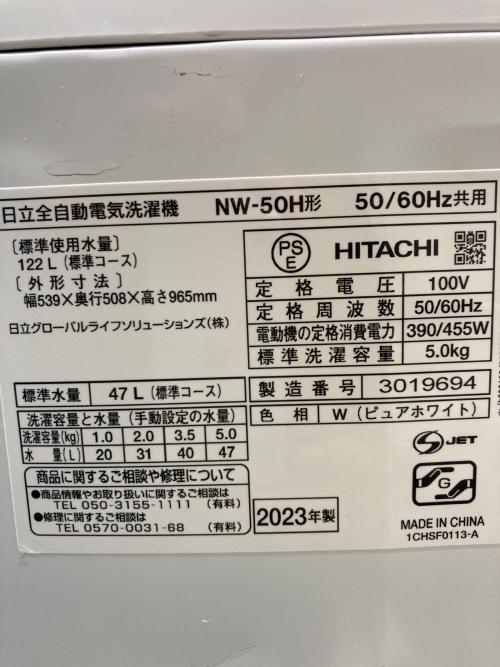 日立全自動電気洗濯機 NW-50H形 50/60Hz共用
〔標準使用水量〕
122 L (標準コース)
〔外形寸法〕
幅539×奥行508×高さ965mm
日立グローバルライフソリューションズ(株)
PS
E
HITACHI
定格電圧 100V
定格周波数 50/60Hz
電動機の定格消費電力 390/455W
標準洗濯容量 5.0kg
標準水量 47 L (標準コース)
洗濯容量と水量 (手動設定の水量)
洗濯容量(kg) 1.0 2.0 3.5 5.0
水量(L) 20 31 40 47
製造番号 3019694
色相 W (ピュアホワイト)
S JET
商品に関するご相談や修理について
●商品情報やお取り扱いに関するご相談は
TEL 050-3155-1111 (有料)
●修理に関するご相談は
TEL 0570-0031-68 (有料)
2023年製
G
MADE IN CHINA
1CHSF0113-A